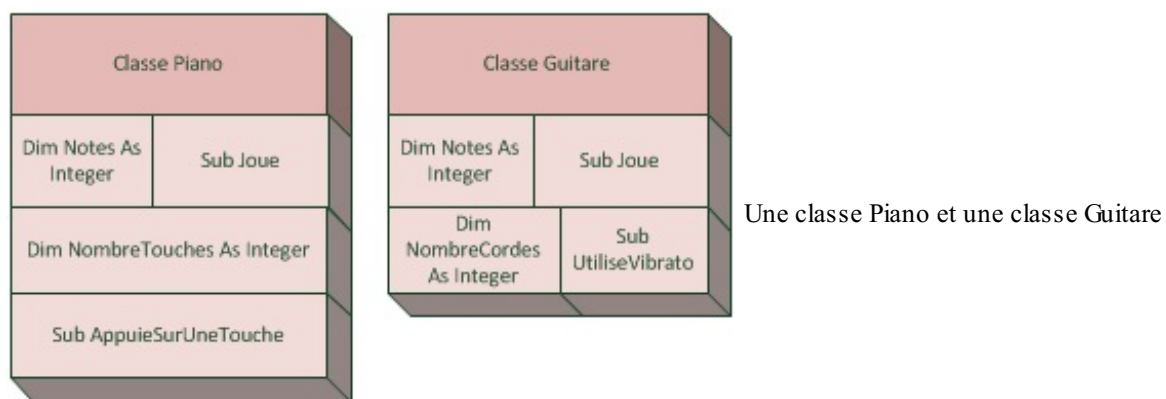 Classe Piano
Dim Notes As
Integer
Sub Joue
Dim NombreTouches As Integer
Sub AppuieSurUneTouche
Classe Guitare
Dim Notes As
Integer
Sub Joue
Dim
NombreCordes
As Integer
Sub
UtiliseVibrato
Une classe Piano et une classe Guitare